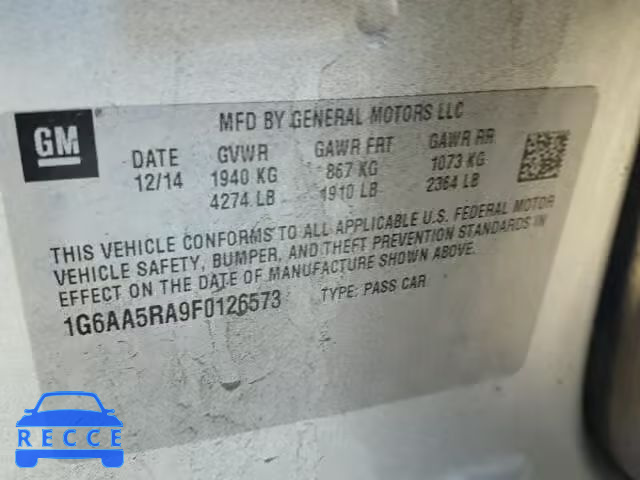 GM
MFD BY GENERAL MOTORS LLC
DATE GVWR GAWR FRT GAWR RR
12/14 1940 KG 867 KG 1073 KG
4274 LB 1910 LB 2364 LB
THIS VEHICLE CONFORMS TO ALL APPLICABLE U.S. FEDERAL MOTOR
VEHICLE SAFETY, BUMPER, AND THEFT PREVENTION STANDARDS IN
EFFECT ON THE DATE OF MANUFACTURE SHOWN ABOVE.
1G6AA5RA9F0126573 TYPE: PASS CAR
RECCE